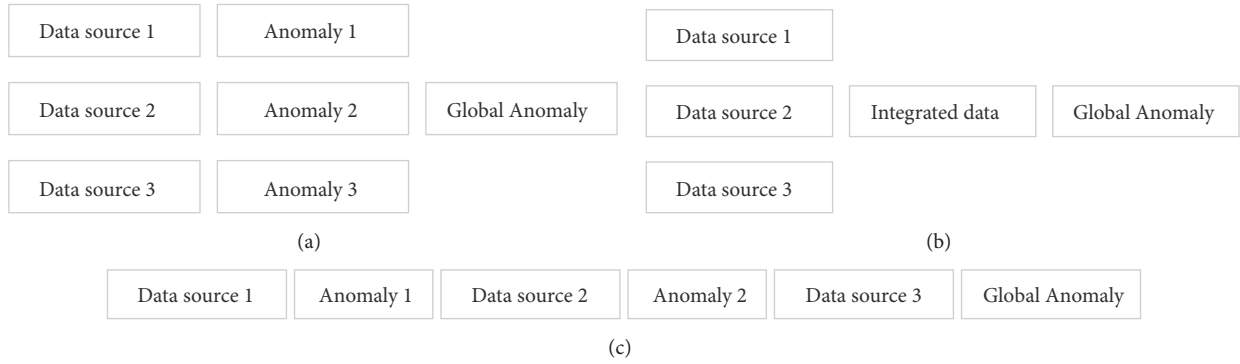 Data source 1
Anomaly 1
Data source 2
Anomaly 2
Global Anomaly
Data source 3
Anomaly 3
(a)
Data source 1
Data source 2
Integrated data
Global Anomaly
Data source 3
(b)
Data source 1
Anomaly 1
Data source 2
Anomaly 2
Data source 3
Global Anomaly
(c)